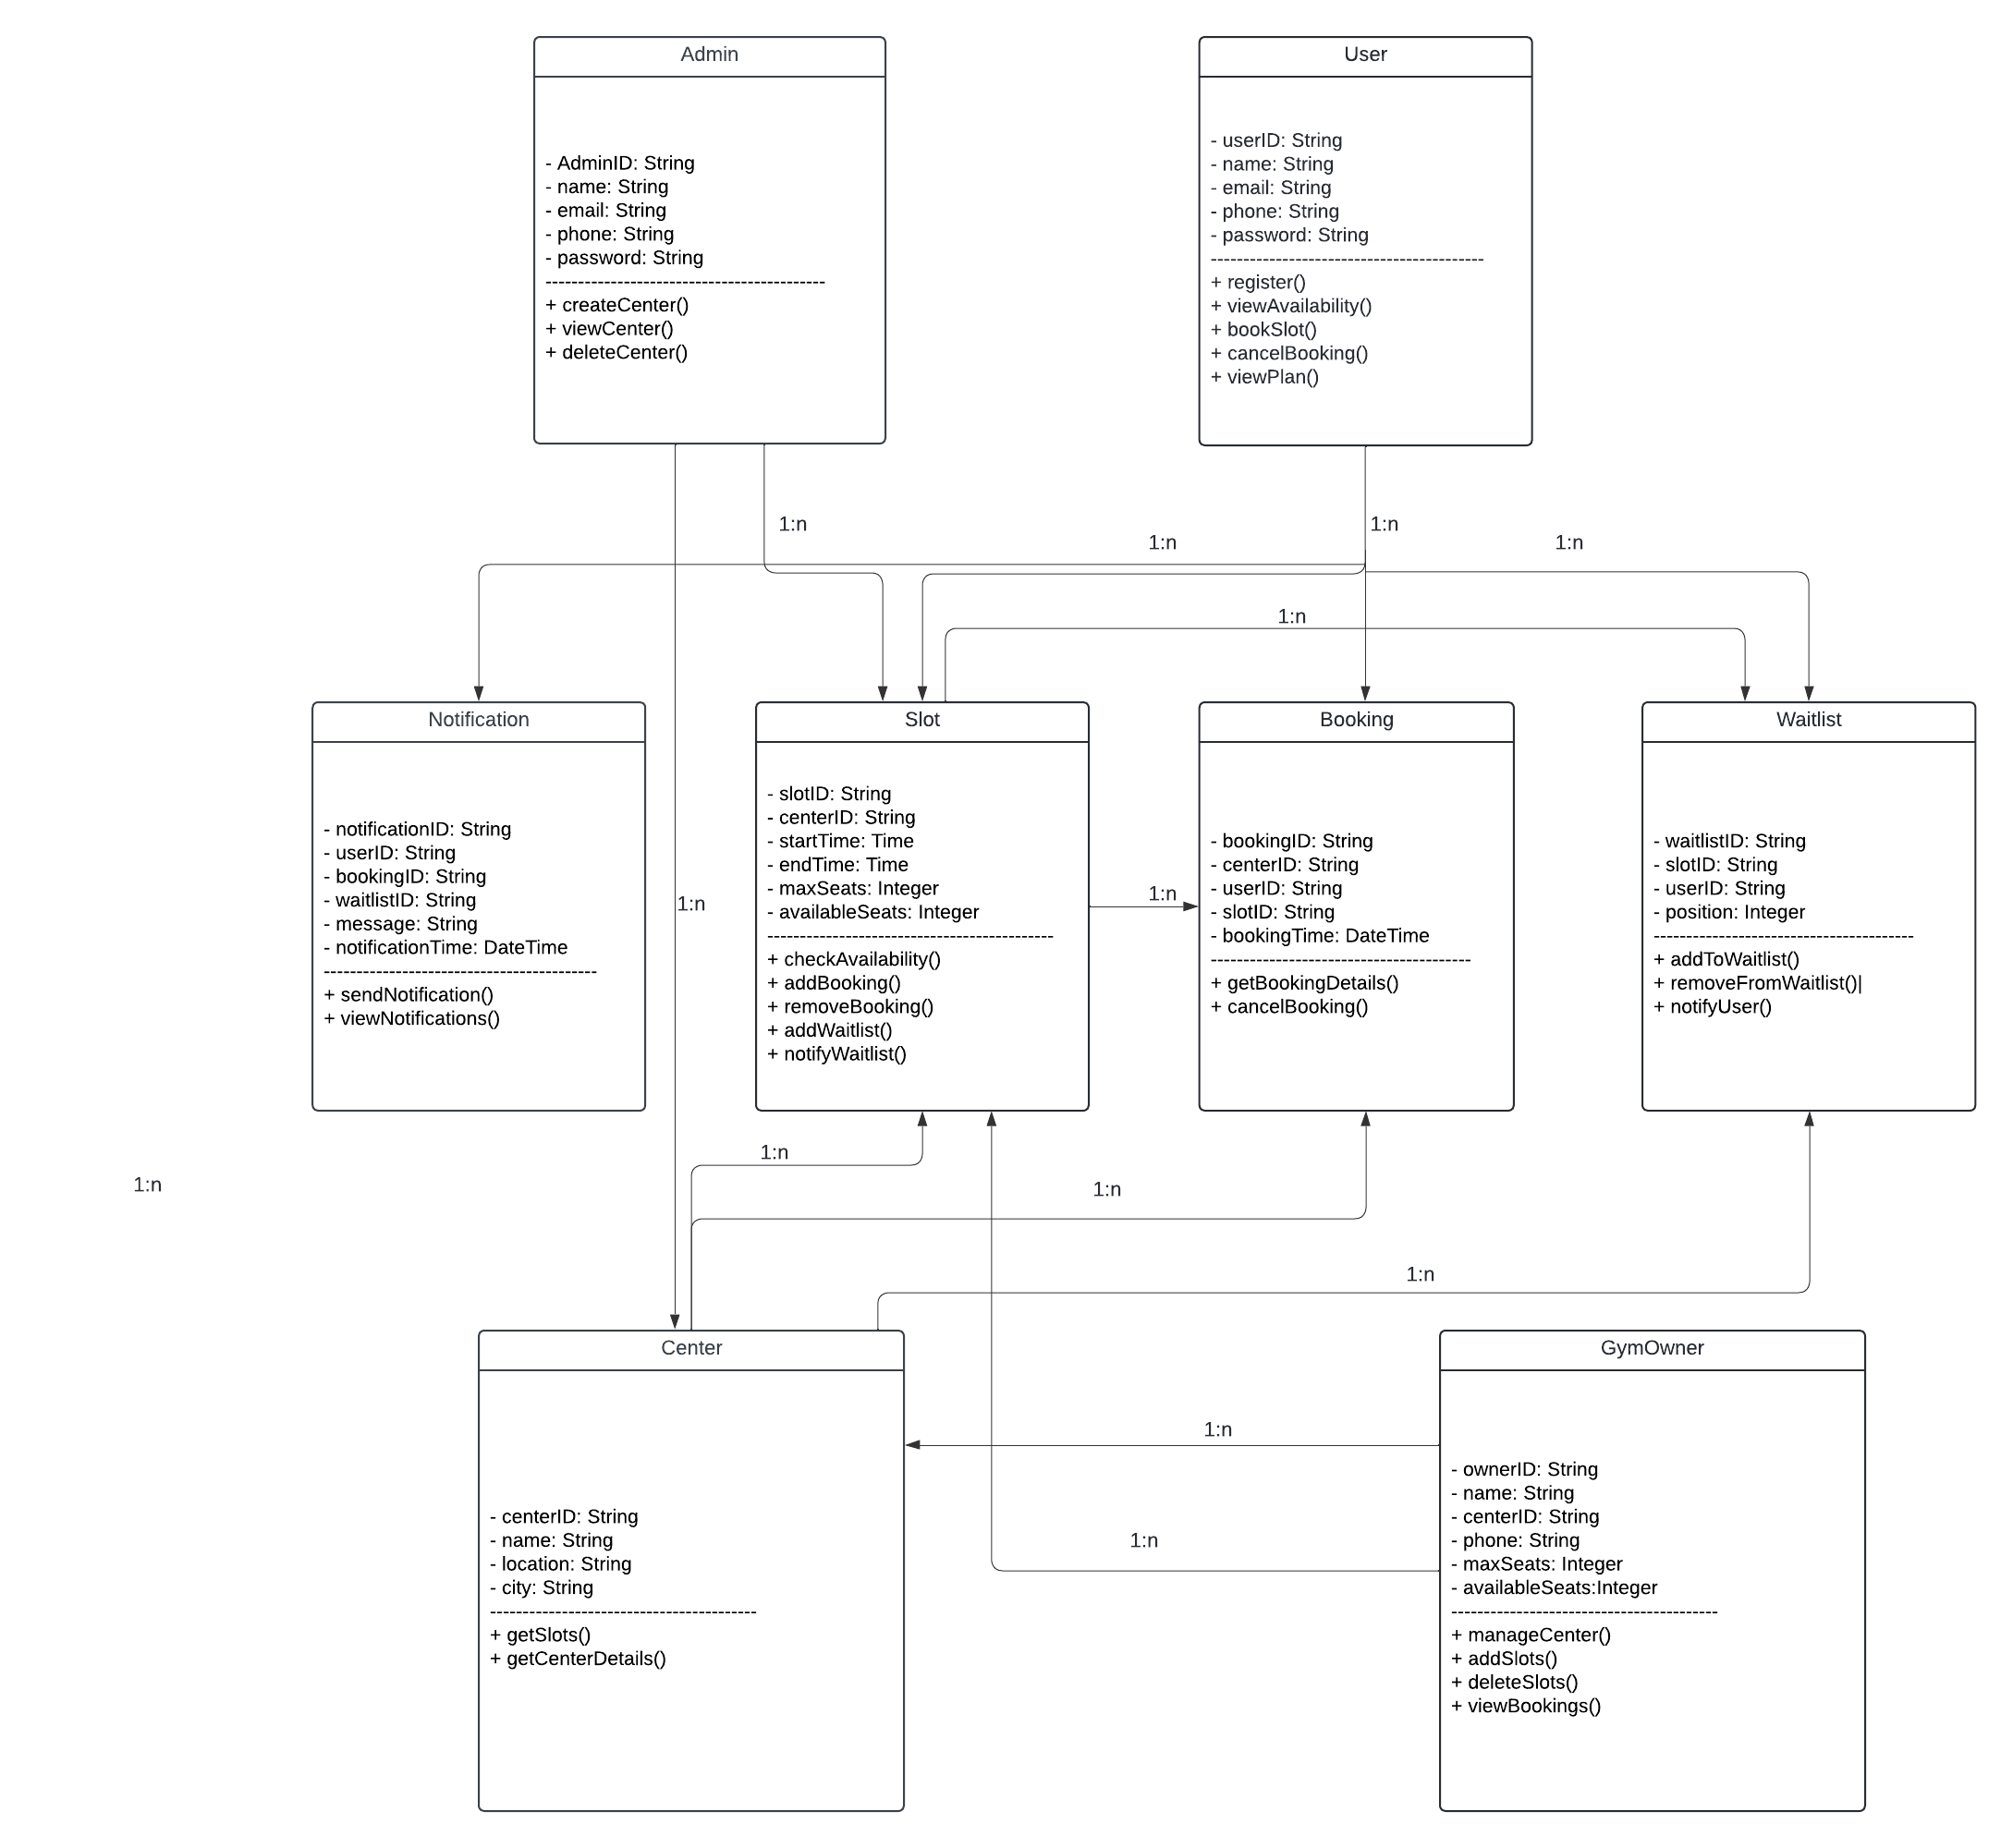 Admin
- AdminID: String
- name: String
- email: String
- phone: String
- password: String
-------------------------------------------
+ createCenter()
+ viewCenter()
+ deleteCenter()
User
- userID: String
- name: String
- email: String
- phone: String
- password: String
------------------------------------------
+ register()
+ viewAvailability()
+ bookSlot()
+ cancelBooking()
+ viewPlan()
1:n
1:n
1:n
1:n
1:n
Notification
- notificationID: String
- userID: String
- bookingID: String
- waitlistID: String
- message: String
- notificationTime: DateTime
------------------------------------------
+ sendNotification()
+ viewNotifications()
1:n
Slot
- slotID: String
- centerID: String
- startTime: Time
- endTime: Time
- maxSeats: Integer
- availableSeats: Integer
--------------------------------------------
+ checkAvailability()
+ addBooking()
+ removeBooking()
+ addWaitlist()
+ notifyWaitlist()
1:n
Booking
- bookingID: String
- centerID: String
- userID: String
- slotID: String
- bookingTime: DateTime
----------------------------------------
+ getBookingDetails()
+ cancelBooking()
Waitlist
- waitlistID: String
- slotID: String
- userID: String
- position: Integer
----------------------------------------
+ addToWaitlist()
+ removeFromWaitlist()|
+ notifyUser()
1:n
1:n
1:n
1:n
Center
- centerID: String
- name: String
- location: String
- city: String
-----------------------------------------
+ getSlots()
+ getCenterDetails()
1:n
1:n
GymOwner
- ownerID: String
- name: String
- centerID: String
- phone: String
- maxSeats: Integer
- availableSeats:Integer
-----------------------------------------
+ manageCenter()
+ addSlots()
+ deleteSlots()
+ viewBookings()